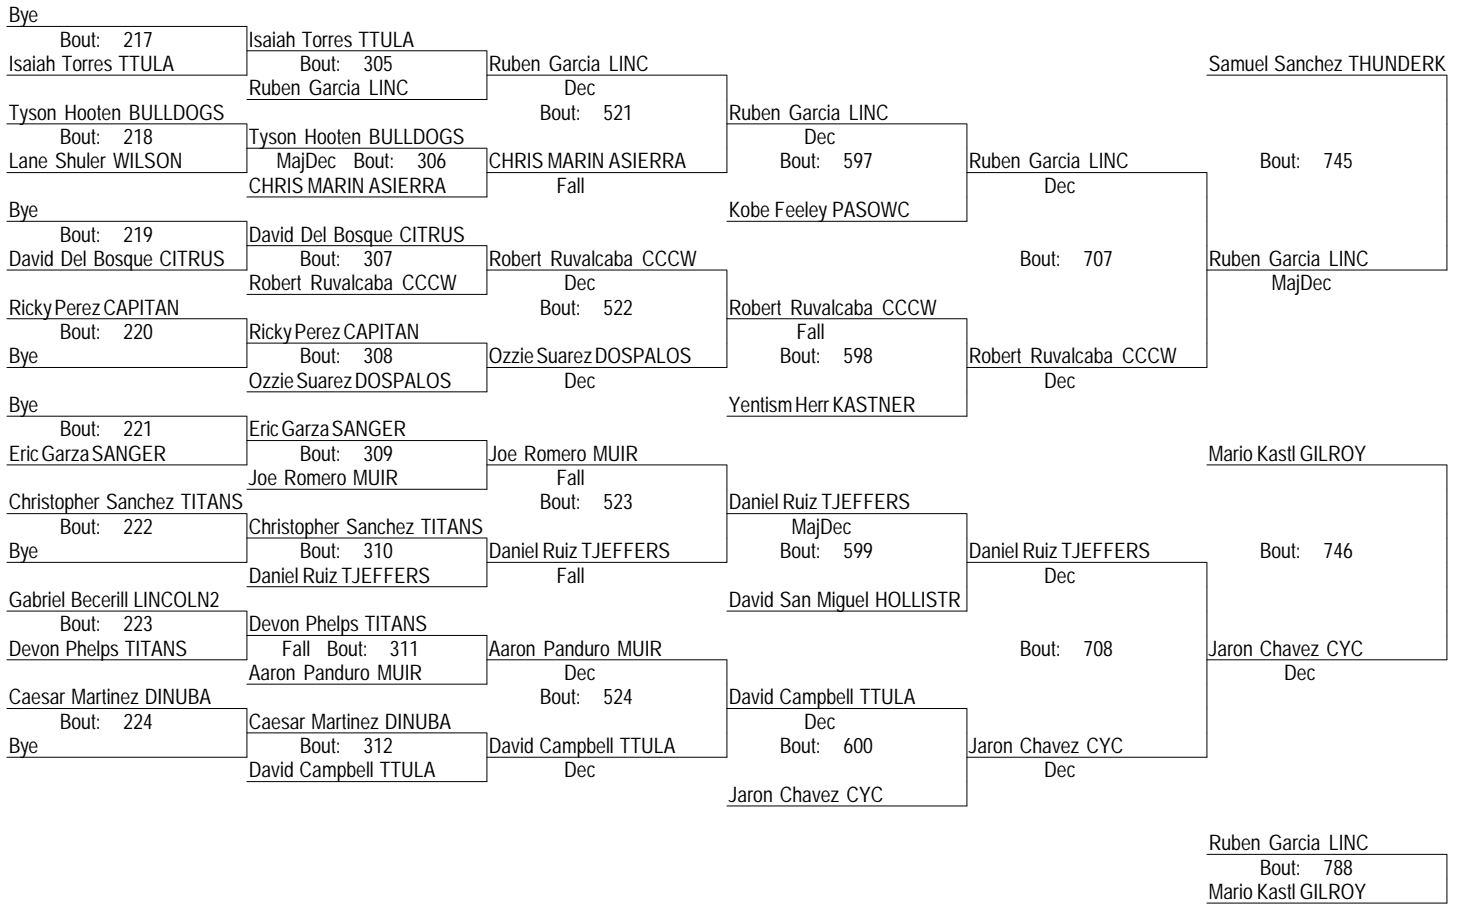 Bye
Bout: 217
Isaiah Torres TTULA
Isaiah Torres TTULA
Bout: 305
Ruben Garcia LINC
Ruben Garcia LINC
Dec
Bout: 521
Tyson Hooten BULLDOGS
Bout: 218
Lane Shuler WILSON
Tyson Hooten BULLDOGS
MajDec Bout: 306
CHRIS MARIN ASIERRA
CHRIS MARIN ASIERRA
Fall
Ruben Garcia LINC
Dec
Bout: 597
Kobe Feeley PASOWC
Bye
Bout: 219
David Del Bosque CITRUS
David Del Bosque CITRUS
Bout: 307
Robert Ruvalcaba CCCW
Robert Ruvalcaba CCCW
Dec
Bout: 522
Ricky Perez CAPITAN
Bout: 220
Bye
Ricky Perez CAPITAN
Bout: 308
Ozzie Suarez DOSPALOS
Ozzie Suarez DOSPALOS
Dec
Robert Ruvalcaba CCCW
Fall
Bout: 598
Yentism Herr KASTNER
Ruben Garcia LINC
Dec
Bout: 707
Robert Ruvalcaba CCCW
Dec
Samuel Sanchez THUNDERK
Bout: 745
Ruben Garcia LINC
MajDec
Bye
Bout: 221
Eric Garza SANGER
Eric Garza SANGER
Bout: 309
Joe Romero MUIR
Joe Romero MUIR
Fall
Bout: 523
Christopher Sanchez TITANS
Bout: 222
Bye
Christopher Sanchez TITANS
Bout: 310
Daniel Ruiz TJEFFERS
Daniel Ruiz TJEFFERS
Fall
Daniel Ruiz TJEFFERS
MajDec
Bout: 599
David San Miguel HOLLISTR
Gabriel Becerill LINCOLN2
Bout: 223
Devon Phelps TITANS
Devon Phelps TITANS
Fall Bout: 311
Aaron Panduro MUIR
Aaron Panduro MUIR
Dec
Bout: 524
Caesar Martinez DINUBA
Bout: 224
Bye
Caesar Martinez DINUBA
Bout: 312
David Campbell TTULA
David Campbell TTULA
Dec
David Campbell TTULA
Dec
Bout: 600
Jaron Chavez CYC
Daniel Ruiz TJEFFERS
Dec
Bout: 708
Jaron Chavez CYC
Dec
Mario Kastl GILROY
Bout: 746
Jaron Chavez CYC
Dec
Ruben Garcia LINC
Bout: 788
Mario Kastl GILROY